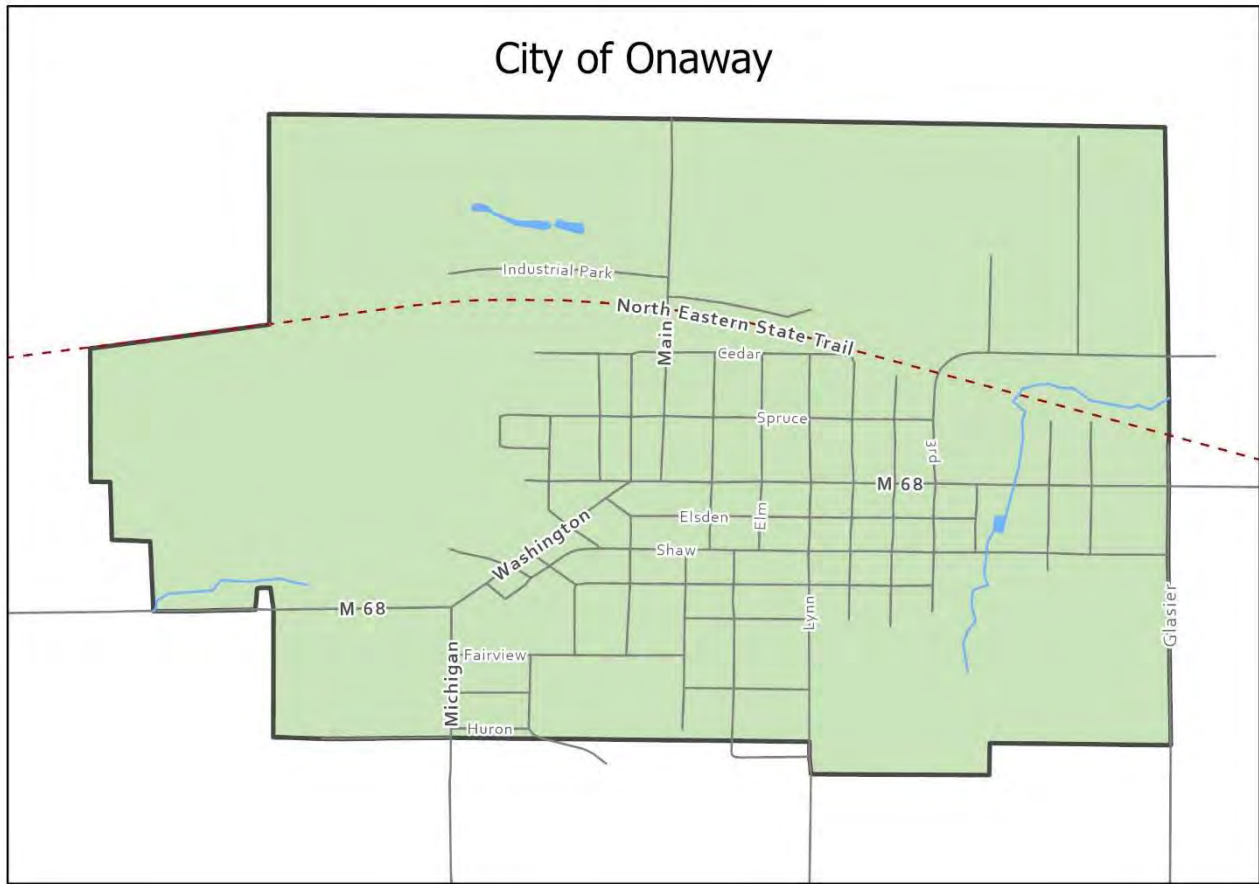 City of Onaway
Industrial Park
North Eastern State Trail
Main
Cedar
Spruce
3rd
M 68
Elsden
Elm
Washington
Shaw
M 68
Lynn
Glasier
Fairview
Michigan
Huron